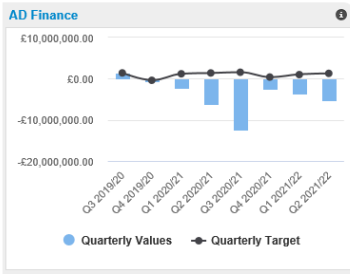 AD Finance
£10,000,000.00
£0.00
-£10,000,000.00
-£20,000,000.00
Q3 2019/20
Q4 2019/20
Q1 2020/21
Q2 2020/21
Q3 2020/21
Q4 2020/21
Q1 2021/22
Q2 2021/22
Quarterly Values
Quarterly Target